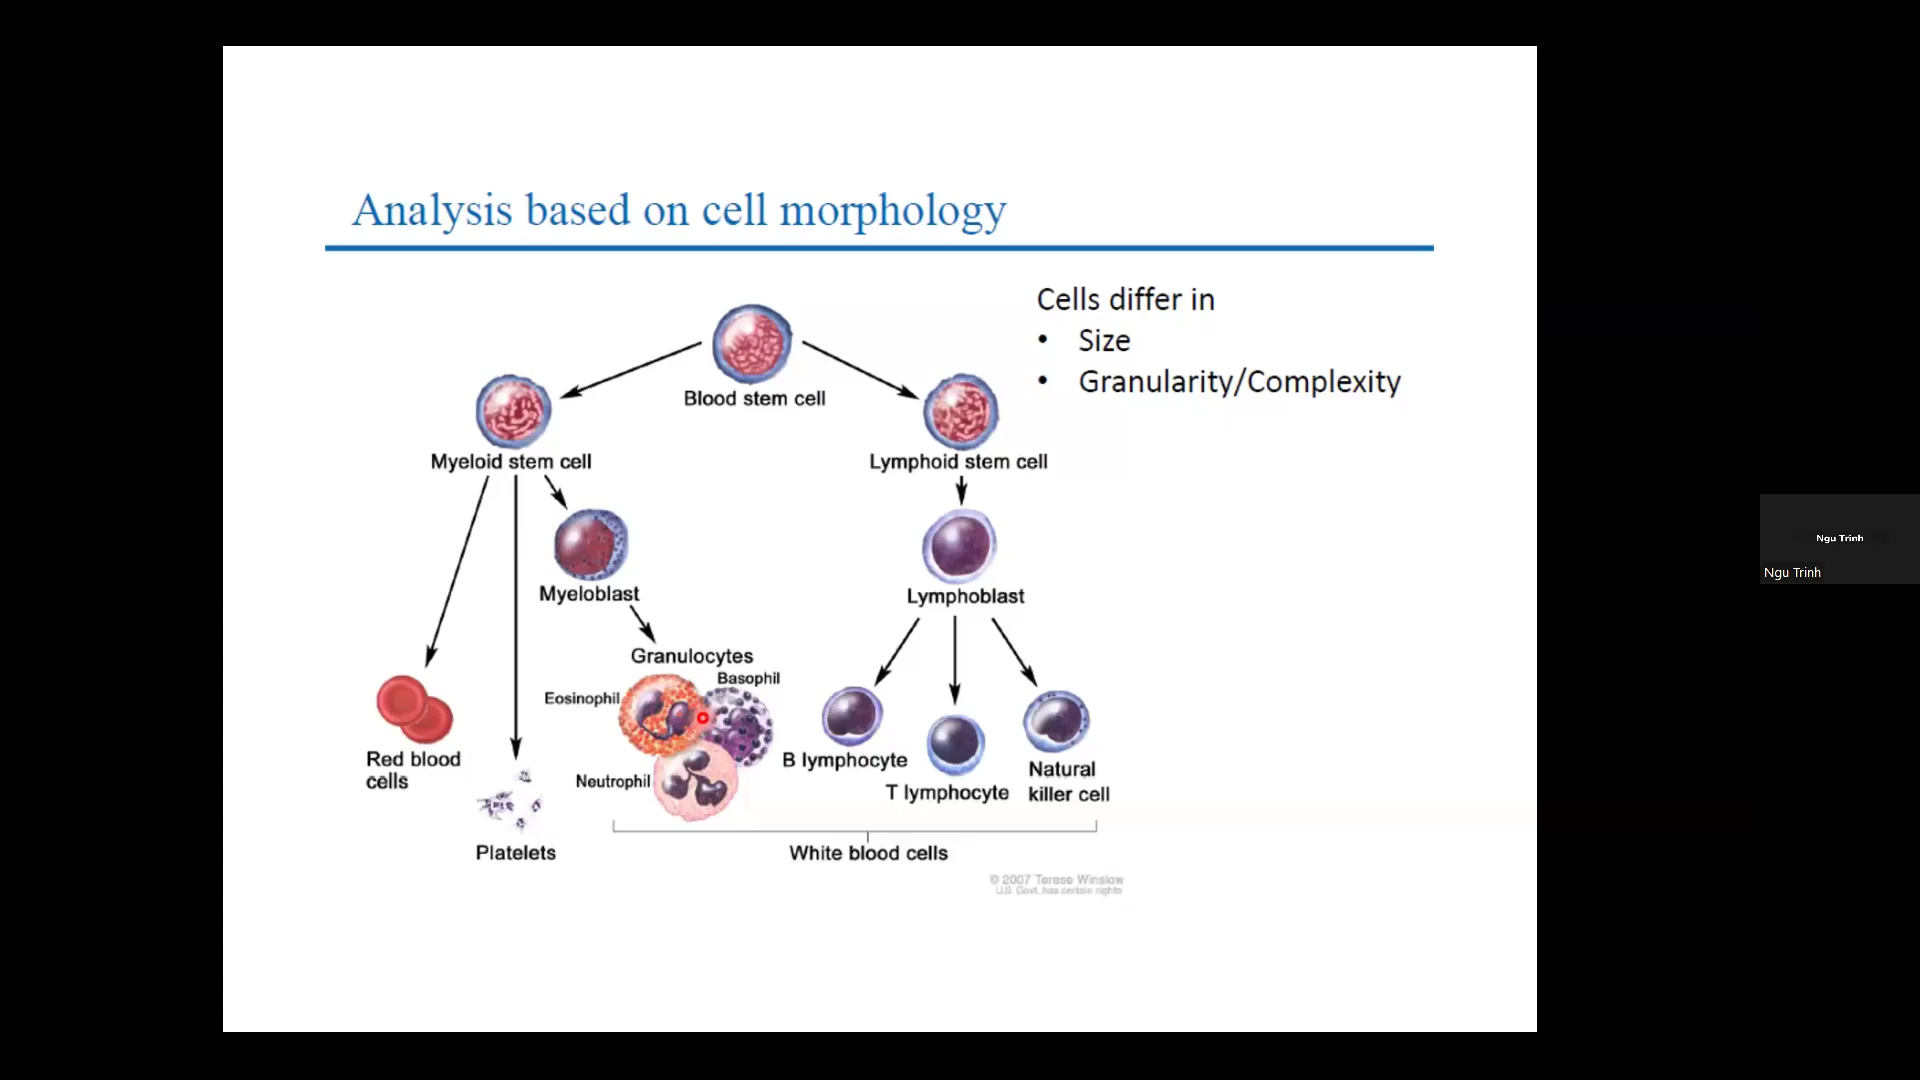 Analysis based on cell morphology
Cells differ in
• Size
• Granularity/Complexity
Blood stem cell
Myeloid stem cell
Lymphoid stem cell
Myeloblast
Lymphoblast
Granulocytes
Basophil
Eosinophil
Neutrophil
Red blood
cells
Platelets
B lymphocyte
T lymphocyte
Natural
killer cell
White blood cells
© 2007 Terese Winslow
U.S. Govt. has certain rights
Ngu Trinh
Ngu Trinh